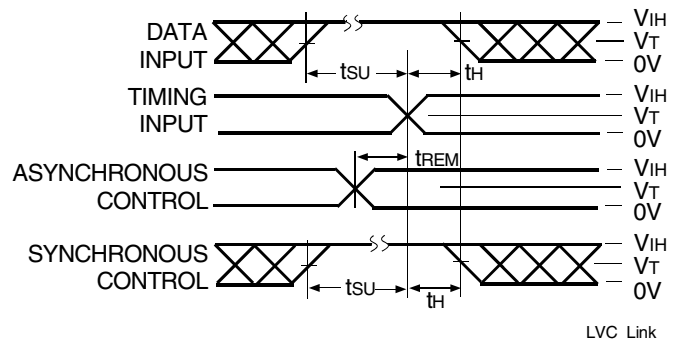 DATA
INPUT
tSU
tH
VIH
VT
0V
TIMING
INPUT
VIH
VT
0V
ASYNCHRONOUS
CONTROL
tREM
VIH
VT
0V
SYNCHRONOUS
CONTROL
tSU
tH
VIH
VT
0V
LVC Link